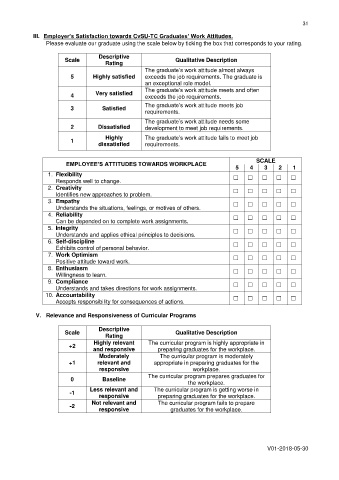 31
III. Employer's Satisfaction towards CvSU-TC Graduates' Work Attitudes.
Please evaluate our graduate using the scale below by ticking the box that corresponds to your rating.
Scale Descriptive Rating Qualitative Description
5 Highly satisfied The graduate's work attitude almost always
exceeds the job requirements. The graduate is
an exceptional role model.
4 Very satisfied The graduate's work attitude meets and often
exceeds the job requirements.
3 Satisfied The graduate's work attitude meets job
requirements.
2 Dissatisfied The graduate's work attitude needs some
development to meet job requirements.
1 Highly dissatisfied The graduate's work attitude fails to meet job
requirements.
EMPLOYEE'S ATTITUDES TOWARDS WORKPLACE SCALE
5 4 3 2 1
1. Flexibility
Responds well to change. ☐ ☐ ☐ ☐ ☐
2. Creativity
Identifies new approaches to problem. ☐ ☐ ☐ ☐ ☐
3. Empathy
Understands the situations, feelings, or motives of others. ☐ ☐ ☐ ☐ ☐
4. Reliability
Can be depended on to complete work assignments. ☐ ☐ ☐ ☐ ☐
5. Integrity
Understands and applies ethical principles to decisions. ☐ ☐ ☐ ☐ ☐
6. Self-discipline
Exhibits control of personal behavior. ☐ ☐ ☐ ☐ ☐
7. Work Optimism
Positive attitude toward work. ☐ ☐ ☐ ☐ ☐
8. Enthusiasm
Willingness to learn. ☐ ☐ ☐ ☐ ☐
9. Compliance
Understands and takes directions for work assignments. ☐ ☐ ☐ ☐ ☐
10. Accountability
Accepts responsibility for consequences of actions. ☐ ☐ ☐ ☐ ☐
V. Relevance and Responsiveness of Curricular Programs
Scale Descriptive Rating Qualitative Description
+2 Highly relevant and responsive The curricular program is highly appropriate in
preparing graduates for the workplace.
+1 Moderately relevant and responsive The curricular program is moderately
appropriate in preparing graduates for the
workplace.
0 Baseline The curricular program prepares graduates for
the workplace.
-1 Less relevant and responsive The curricular program is getting worse in
preparing graduates for the workplace.
-2 Not relevant and responsive The curricular program fails to prepare
graduates for the workplace.
V01-2018-05-30